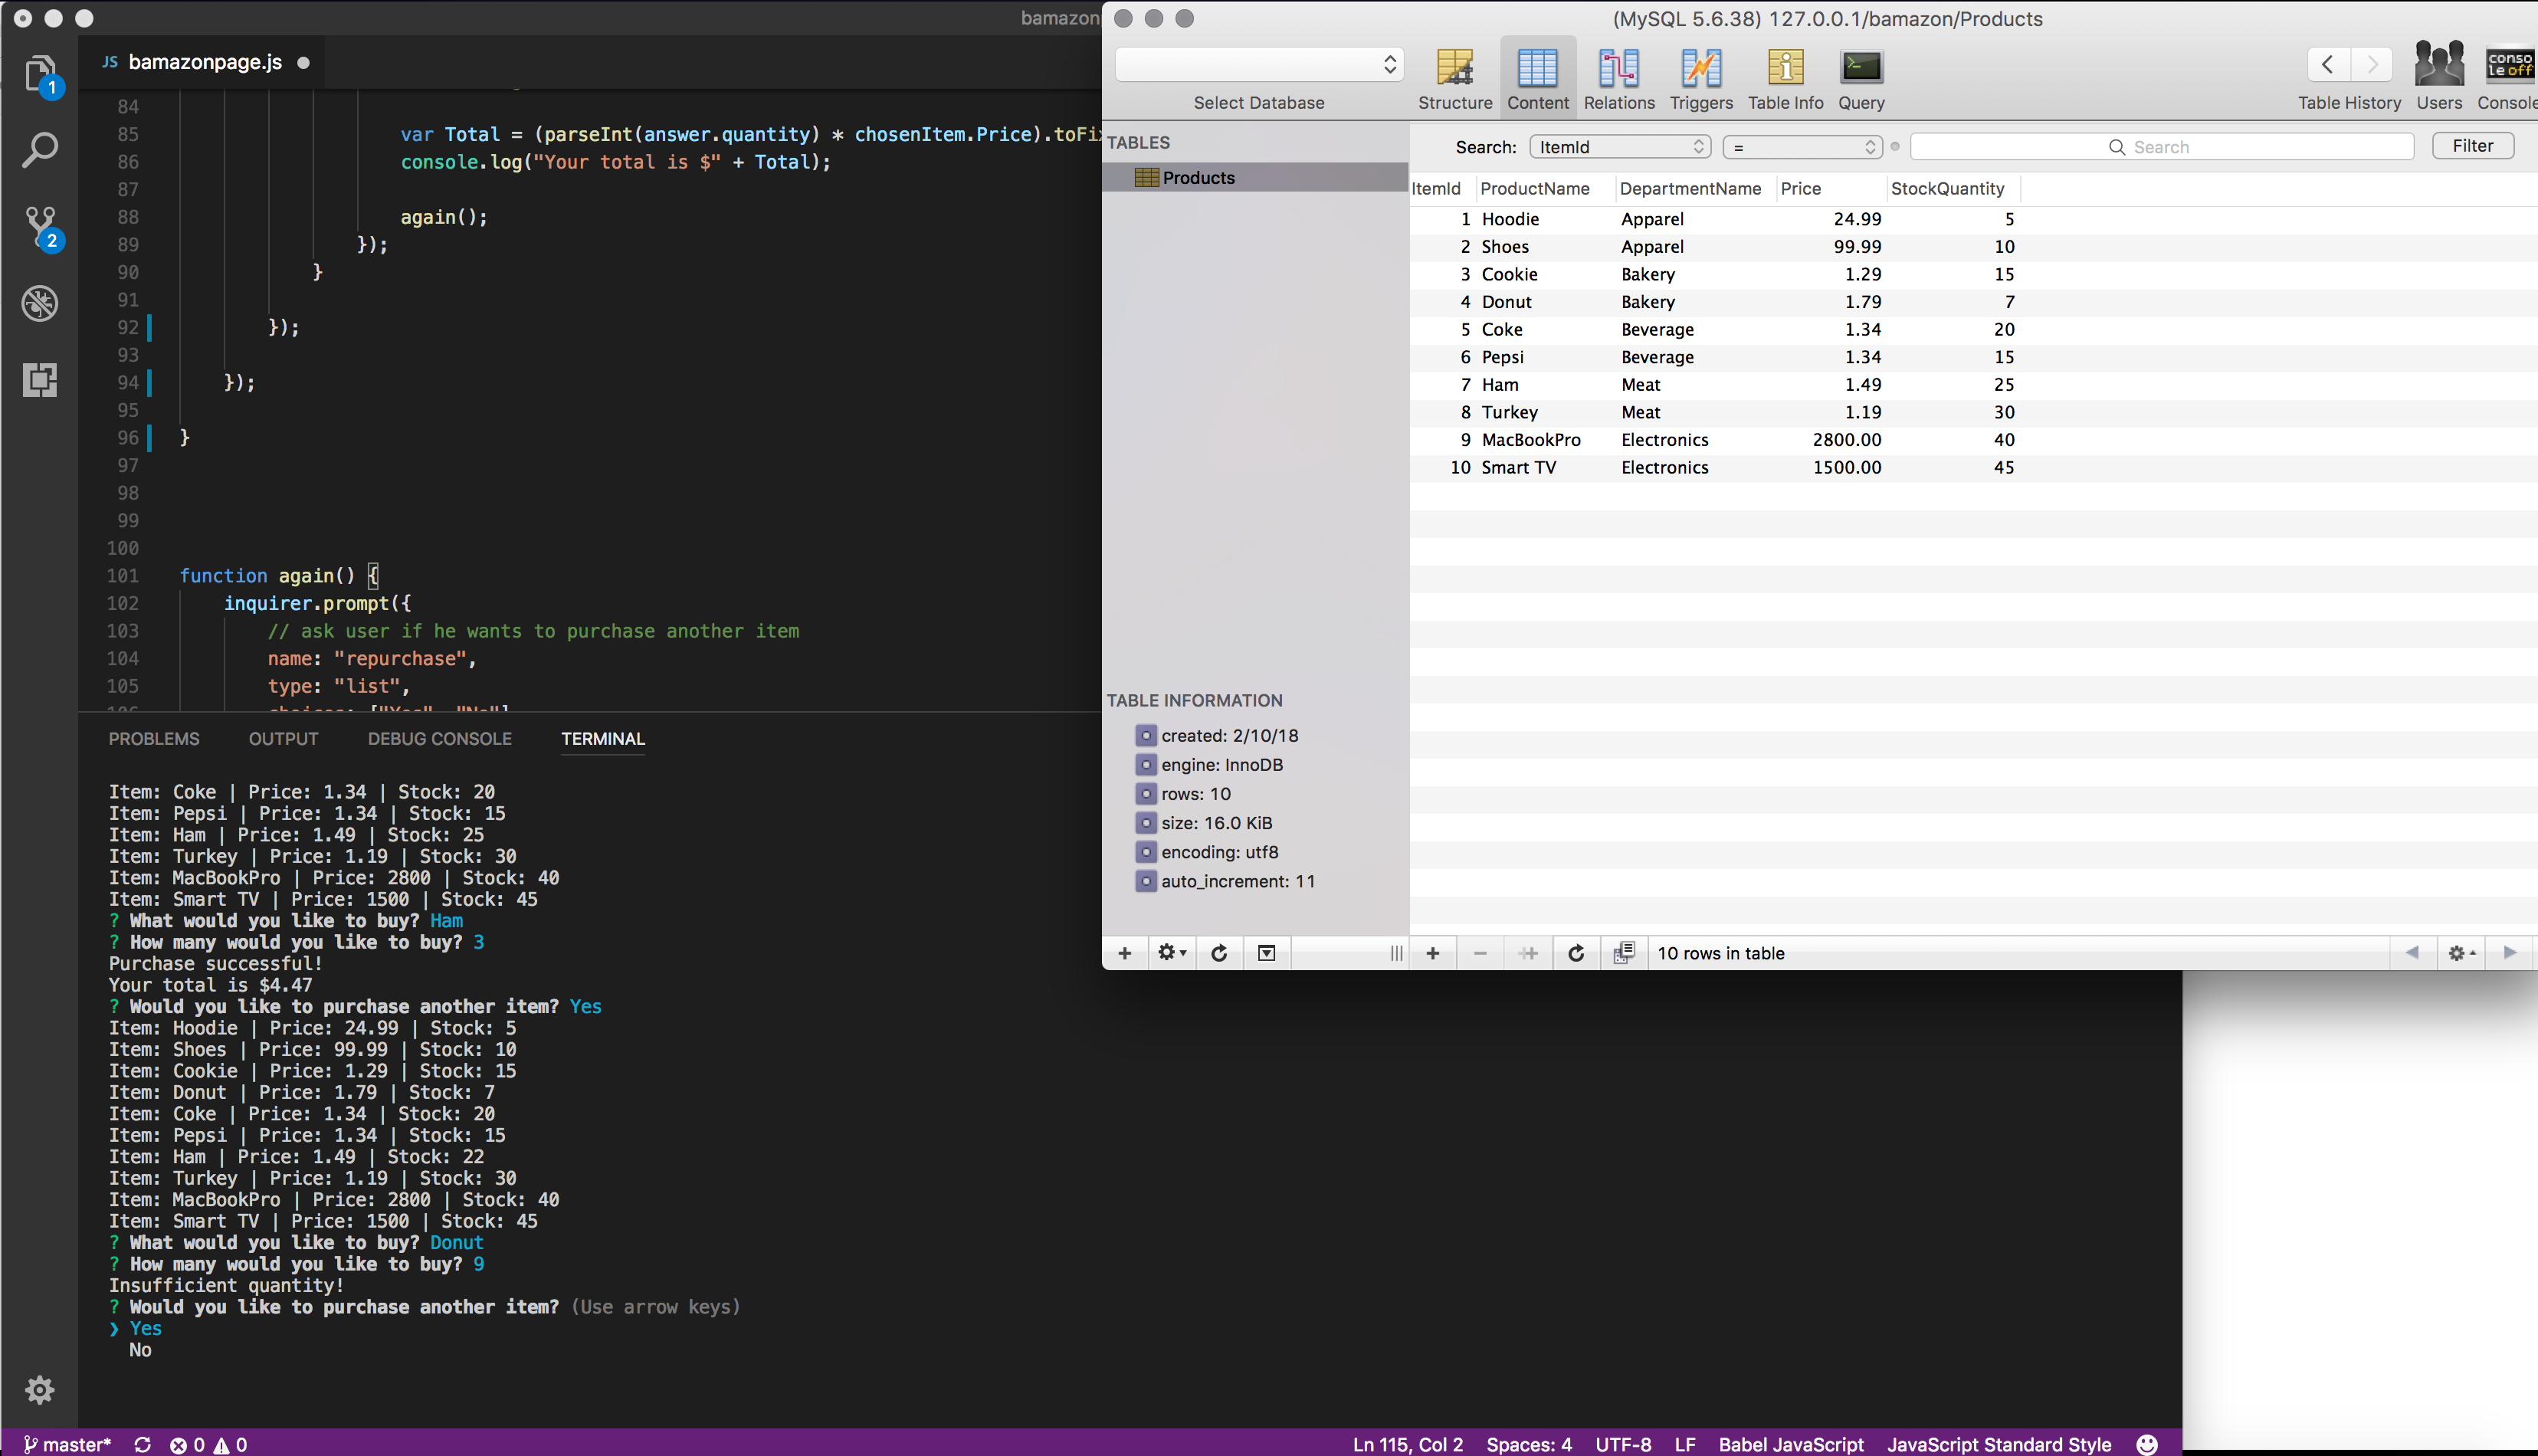 bamazon
JS bamazonpage.js
1
2
84
85 var Total = (parseInt(answer.quantity) * chosenItem.Price).toFi
86 console.log("Your total is $" + Total);
87
88 again();
89 });
90 }
91
92 });
93
94 });
95
96 }
97
98
99
100
101 function again() {
102 inquirer.prompt({
103 // ask user if he wants to purchase another item
104 name: "repurchase",
105 type: "list",
106 choices: ["Yes", "No"]
PROBLEMS OUTPUT DEBUG CONSOLE TERMINAL
Item: Coke | Price: 1.34 | Stock: 20
Item: Pepsi | Price: 1.34 | Stock: 15
Item: Ham | Price: 1.49 | Stock: 25
Item: Turkey | Price: 1.19 | Stock: 30
Item: MacBookPro | Price: 2800 | Stock: 40
Item: Smart TV | Price: 1500 | Stock: 45
? What would you like to buy? Ham
? How many would you like to buy? 3
Purchase successful!
Your total is $4.47
? Would you like to purchase another item? Yes
Item: Hoodie | Price: 24.99 | Stock: 5
Item: Shoes | Price: 99.99 | Stock: 10
Item: Cookie | Price: 1.29 | Stock: 15
Item: Donut | Price: 1.79 | Stock: 7
Item: Coke | Price: 1.34 | Stock: 20
Item: Pepsi | Price: 1.34 | Stock: 15
Item: Ham | Price: 1.49 | Stock: 22
Item: Turkey | Price: 1.19 | Stock: 30
Item: MacBookPro | Price: 2800 | Stock: 40
Item: Smart TV | Price: 1500 | Stock: 45
? What would you like to buy? Donut
? How many would you like to buy? 9
Insufficient quantity!
? Would you like to purchase another item? (Use arrow keys)
❯ Yes
No
master* 0 0 Ln 115, Col 2 Spaces: 4 UTF-8 LF Babel JavaScript JavaScript Standard Style
(MySQL 5.6.38) 127.0.0.1/bamazon/Products
conso
le off
Select Database Structure Content Relations Triggers Table Info Query Table History Users Console
TABLES
Products
Search: ItemId = Search Filter
ItemId ProductName DepartmentName Price StockQuantity
1 Hoodie Apparel 24.99 5
2 Shoes Apparel 99.99 10
3 Cookie Bakery 1.29 15
4 Donut Bakery 1.79 7
5 Coke Beverage 1.34 20
6 Pepsi Beverage 1.34 15
7 Ham Meat 1.49 25
8 Turkey Meat 1.19 30
9 MacBookPro Electronics 2800.00 40
10 Smart TV Electronics 1500.00 45
TABLE INFORMATION
created: 2/10/18
engine: InnoDB
rows: 10
size: 16.0 KiB
encoding: utf8
auto_increment: 11
10 rows in table